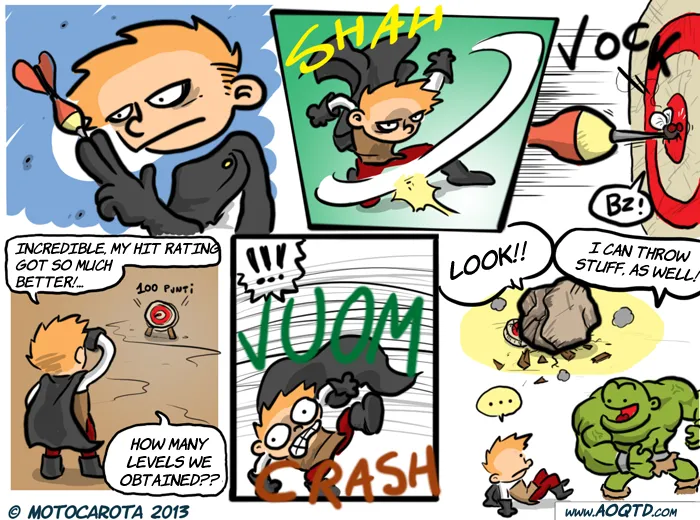 SHAH
VOCK
BZ!
INCREDIBLE, MY HIT RATING
GOT SO MUCH
BETTER!...
100 PUNTi
HOW MANY
LEVELS WE
OBTAINED??
!!!
VUOM
CRASH
LOOK!!
I CAN THROW
STUFF, AS WELL!
...
© MOTOCAROTA 2013
WWW.AOQTD.COM